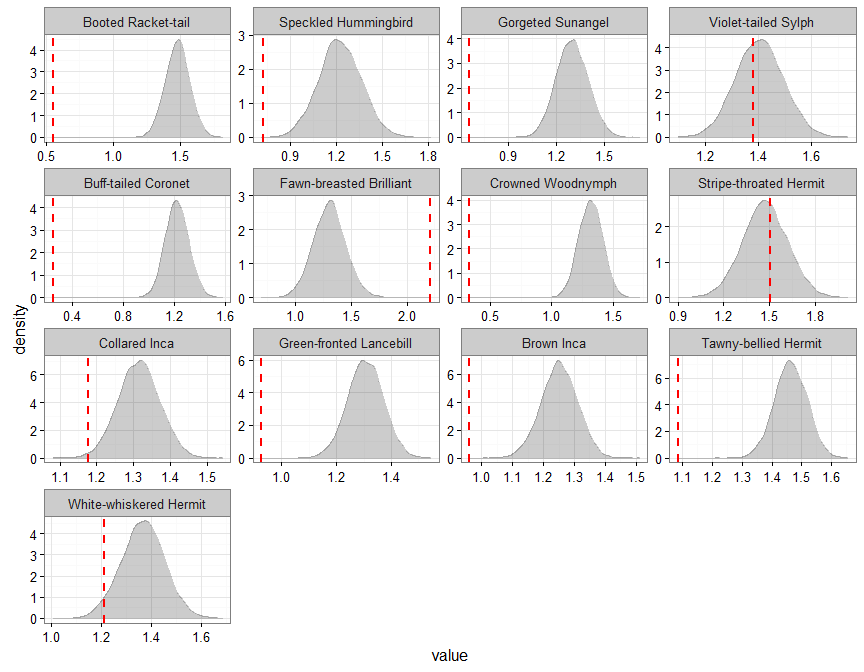 Booted Racket-tail Speckled Hummingbird Gorgeted Sunangel Violet-tailed Sylph
4 3 2 1 0
3 2 1 0
4 3 2 1 0
4 3 2 1 0
0.5 1.0 1.5
0.9 1.2 1.5 1.8
0.9 1.2 1.5
1.2 1.4 1.6
Buff-tailed Coronet Fawn-breasted Brilliant Crowned Woodnymph Stripe-throated Hermit
4 3 2 1 0
3 2 1 0
4 3 2 1 0
2 1 0
0.4 0.8 1.2 1.6
1.0 1.5 2.0
0.5 1.0 1.5
0.9 1.2 1.5 1.8
density
Collared Inca Green-fronted Lancebill Brown Inca Tawny-bellied Hermit
6 4 2 0
6 4 2 0
6 4 2 0
6 4 2 0
1.1 1.2 1.3 1.4 1.5
1.0 1.2 1.4
1.0 1.1 1.2 1.3 1.4 1.5
1.1 1.2 1.3 1.4 1.5 1.6
White-whiskered Hermit
4 3 2 1 0
1.0 1.2 1.4 1.6
value